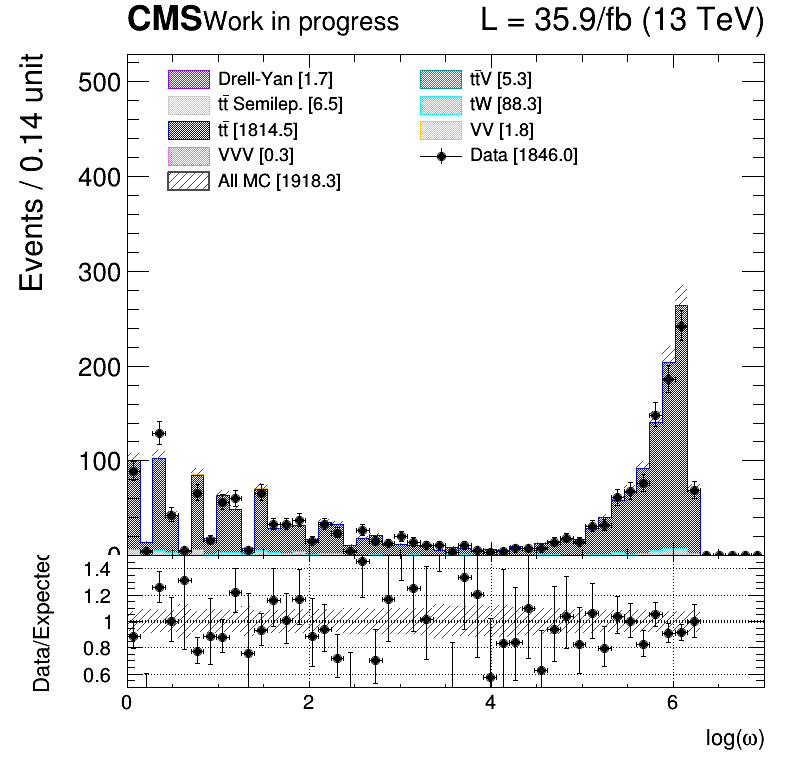 CMS Work in progress L = 35.9/fb (13 TeV)
Events / 0.14 unit
500
400
300
200
100
0
Drell-Yan [1.7]
tt̄ Semilep. [6.5]
tt̄ [1814.5]
VVV [0.3]
All MC [1918.3]
tt̄V [5.3]
tW [88.3]
VV [1.8]
Data [1846.0]
Data/Expected
1.4
1.2
1
0.8
0.6
0 2 4 6
log(ω)